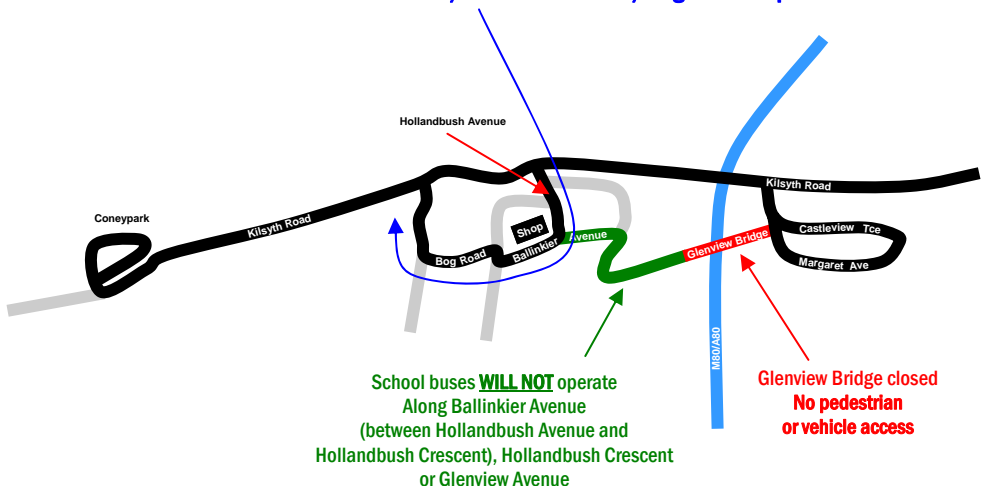 Hollandbush Avenue
Kilsyth Road
Coneypark
Kilsyth Road
Shop
Avenue
Ballinkier
Bog Road
Castleview Tce
Glenview Bridge
Margaret Ave
M80/A80
School buses WILL NOT operate
Along Ballinkier Avenue
(between Hollandbush Avenue and
Hollandbush Crescent), Hollandbush Crescent
or Glenview Avenue
Glenview Bridge closed
No pedestrian
or vehicle access